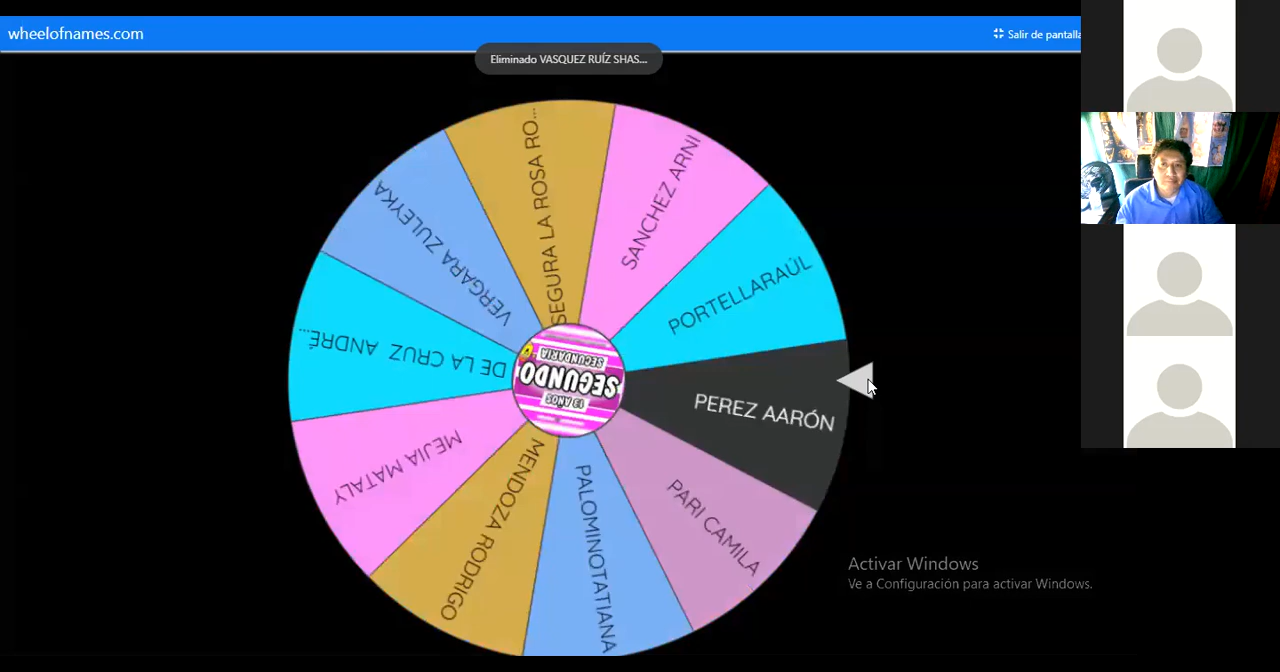 wheelofnames.com
Salir de pantalla
Eliminado VASQUEZ RUÍZ SHAS...
SEGURA LA ROSA RO...
SANCHEZ ARNI
PORTELLARAÚL
PEREZ AARÓN
PARI CAMILA
PALOMINOTATIANA
MENDOZA RODRIGO
MEJIA MATALY
DE LA CRUZ ANDRÉ...
VERGARA ZULEYKA
13 AÑOS
SEGUNDO
SECUNDARIA
Activar Windows
Ve a Configuración para activar Windows.